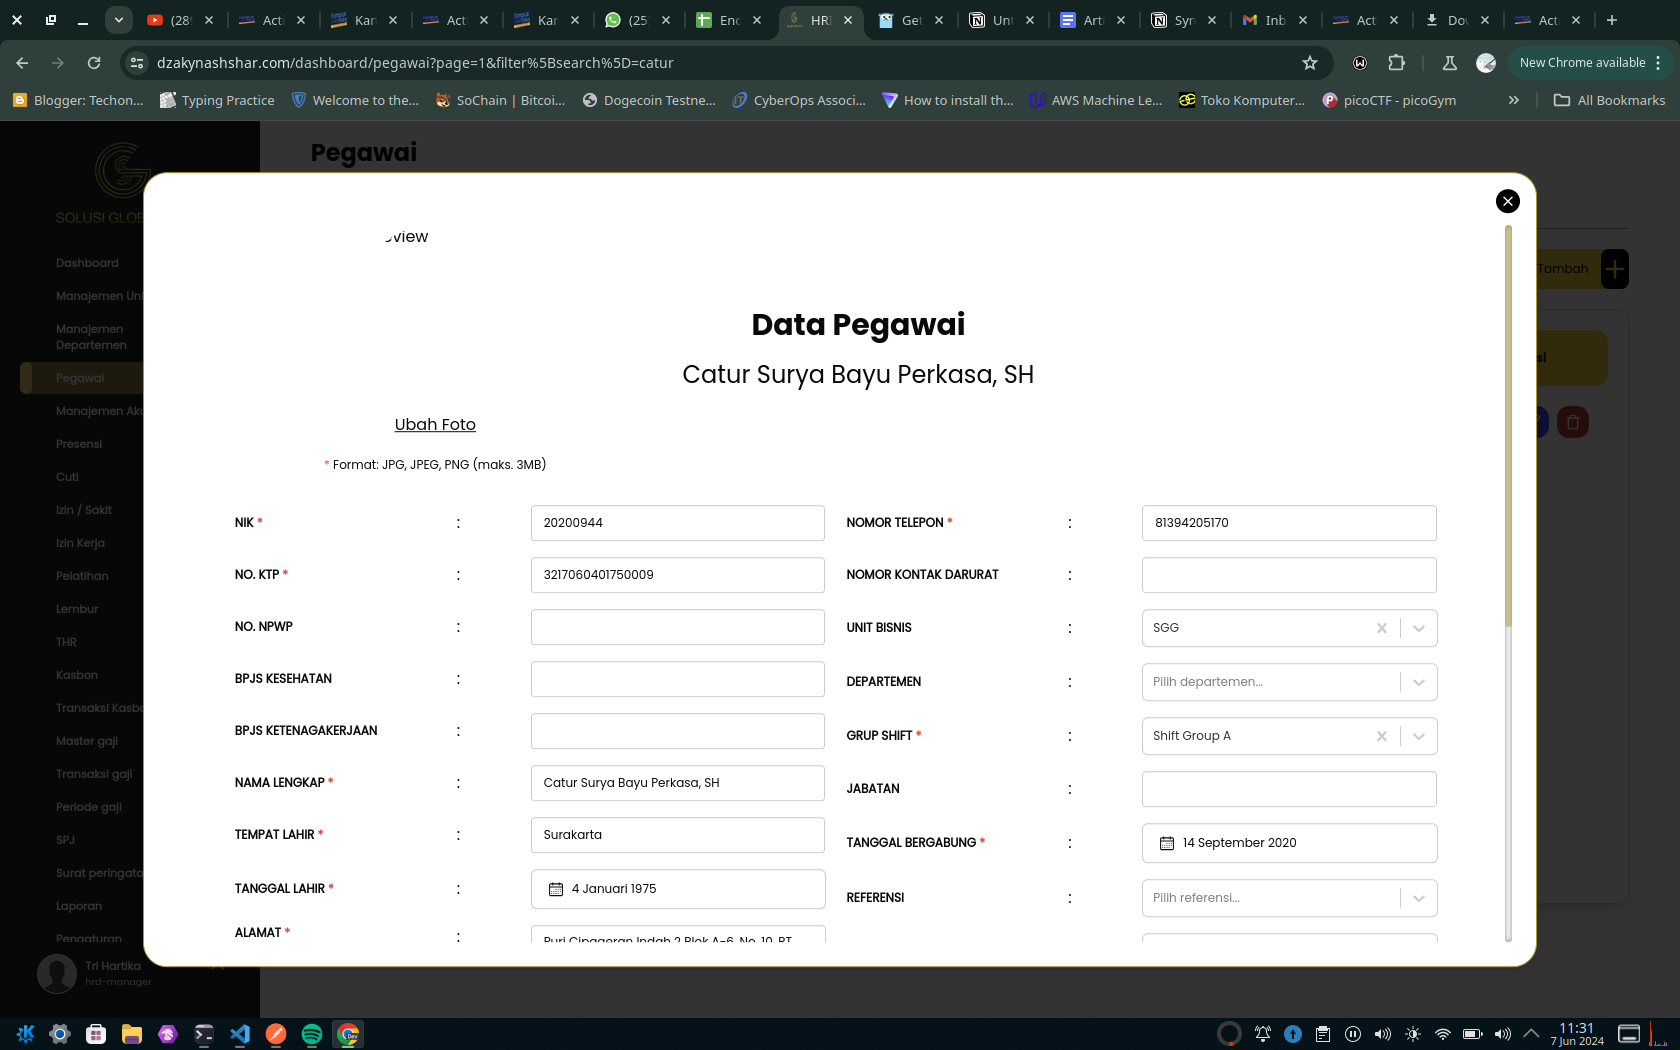 (28
Acti
Kan
Act
Kan
(25
Enc
HRI
Get
Unt
Arti
Syn
Inb
Act
Dov
Act
dzakynashshar.com/dashboard/pegawai?page=1&filter%5Bsearch%5D=catur
New Chrome available
Blogger: Techon...
Typing Practice
Welcome to the...
SoChain | Bitcoi...
Dogecoin Testne...
CyberOps Associ...
How to install th...
AWS Machine Le...
Toko Komputer...
picoCTF - picoGym
All Bookmarks
SOLUSI GLOB
Dashboard
Manajemen Uni
Manajemen
Departemen
Pegawai
Manajemen Aku
Presensi
Cuti
Izin / Sakit
Izin Kerja
Pelatihan
Lembur
THR
Kasbon
Transaksi Kasbo
Master gaji
Transaksi gaji
Periode gaji
SPJ
Surat peringata
Laporan
Pengaturan
Tri Hartika
hrd-manager
Pegawai
Tambah
si
view
Data Pegawai
Catur Surya Bayu Perkasa, SH
Ubah Foto
* Format: JPG, JPEG, PNG (maks. 3MB)
NIK * : 20200944
NO. KTP * : 3217060401750009
NO. NPWP :
BPJS KESEHATAN :
BPJS KETENAGAKERJAAN :
NAMA LENGKAP * : Catur Surya Bayu Perkasa, SH
TEMPAT LAHIR * : Surakarta
TANGGAL LAHIR * : 4 Januari 1975
ALAMAT * : Puri Cipageran Indah 2 Blok A-6, No. 10, RT
NOMOR TELEPON * : 81394205170
NOMOR KONTAK DARURAT :
UNIT BISNIS : SGG
DEPARTEMEN : Pilih departemen...
GRUP SHIFT * : Shift Group A
JABATAN :
TANGGAL BERGABUNG * : 14 September 2020
REFERENSI : Pilih referensi...
11:31
7 Jun 2024